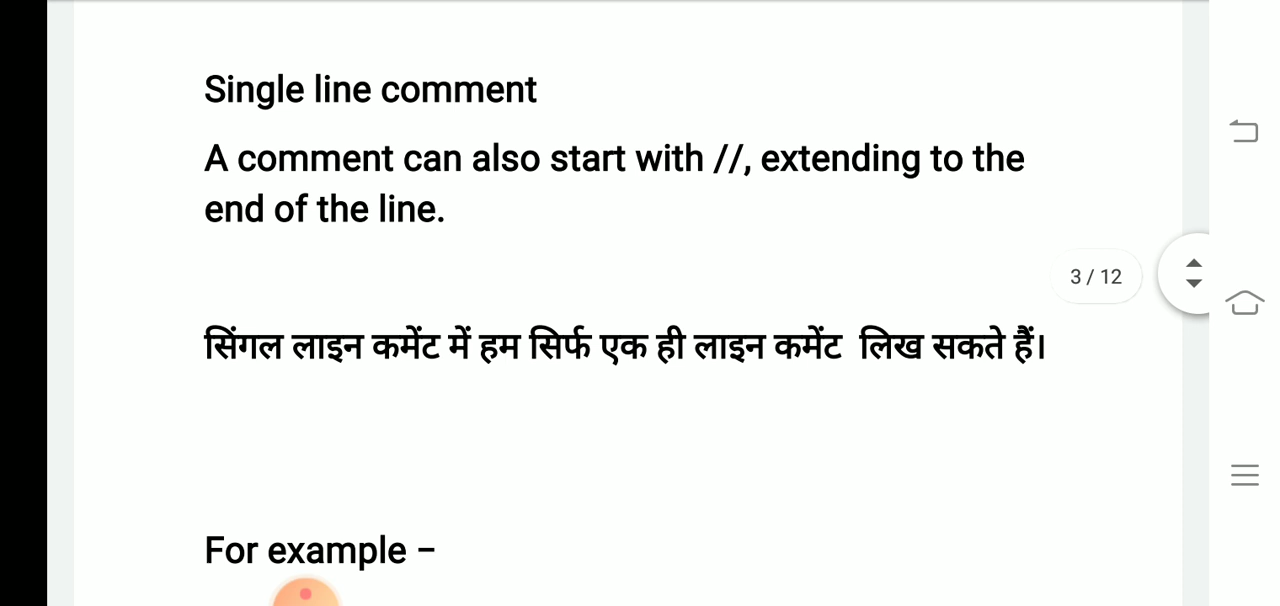 Single line comment
A comment can also start with //, extending to the
end of the line.
3 / 12
सिंगल लाइन कमेंट में हम सिर्फ एक ही लाइन कमेंट लिख सकते हैं।
For example –